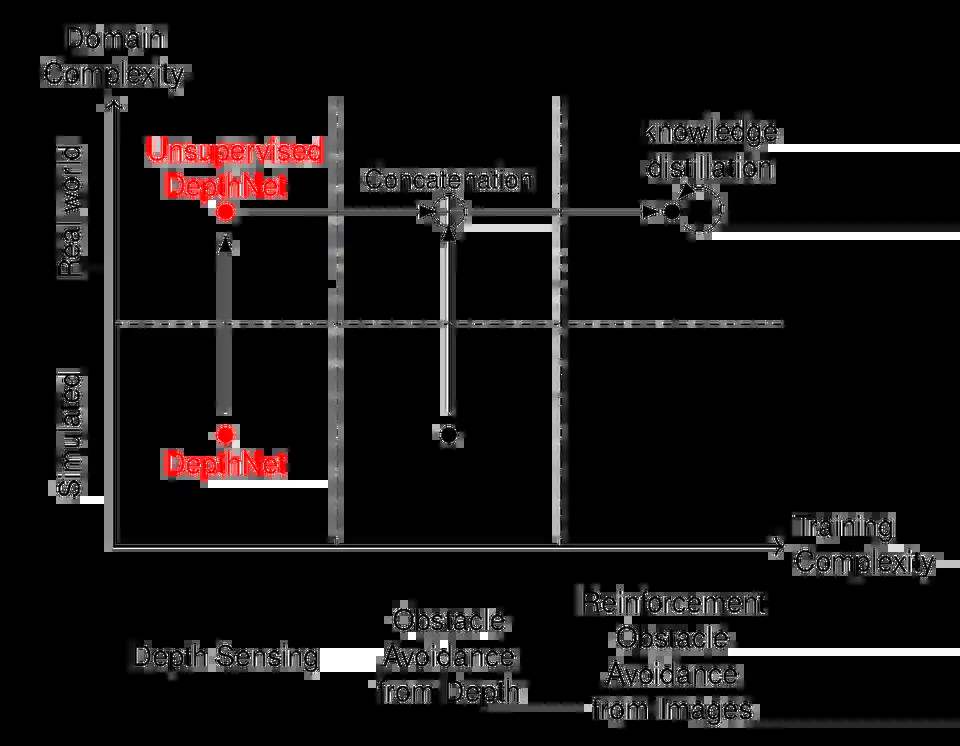 Domain
Complexity
Real world
Simulated
Unsupervised
DepthNet
Concatenation
knowledge
distillation
DepthNet
Training
Complexity
Depth Sensing
Obstacle
Avoidance
from Depth
Reinforcement
Obstacle
Avoidance
from Images